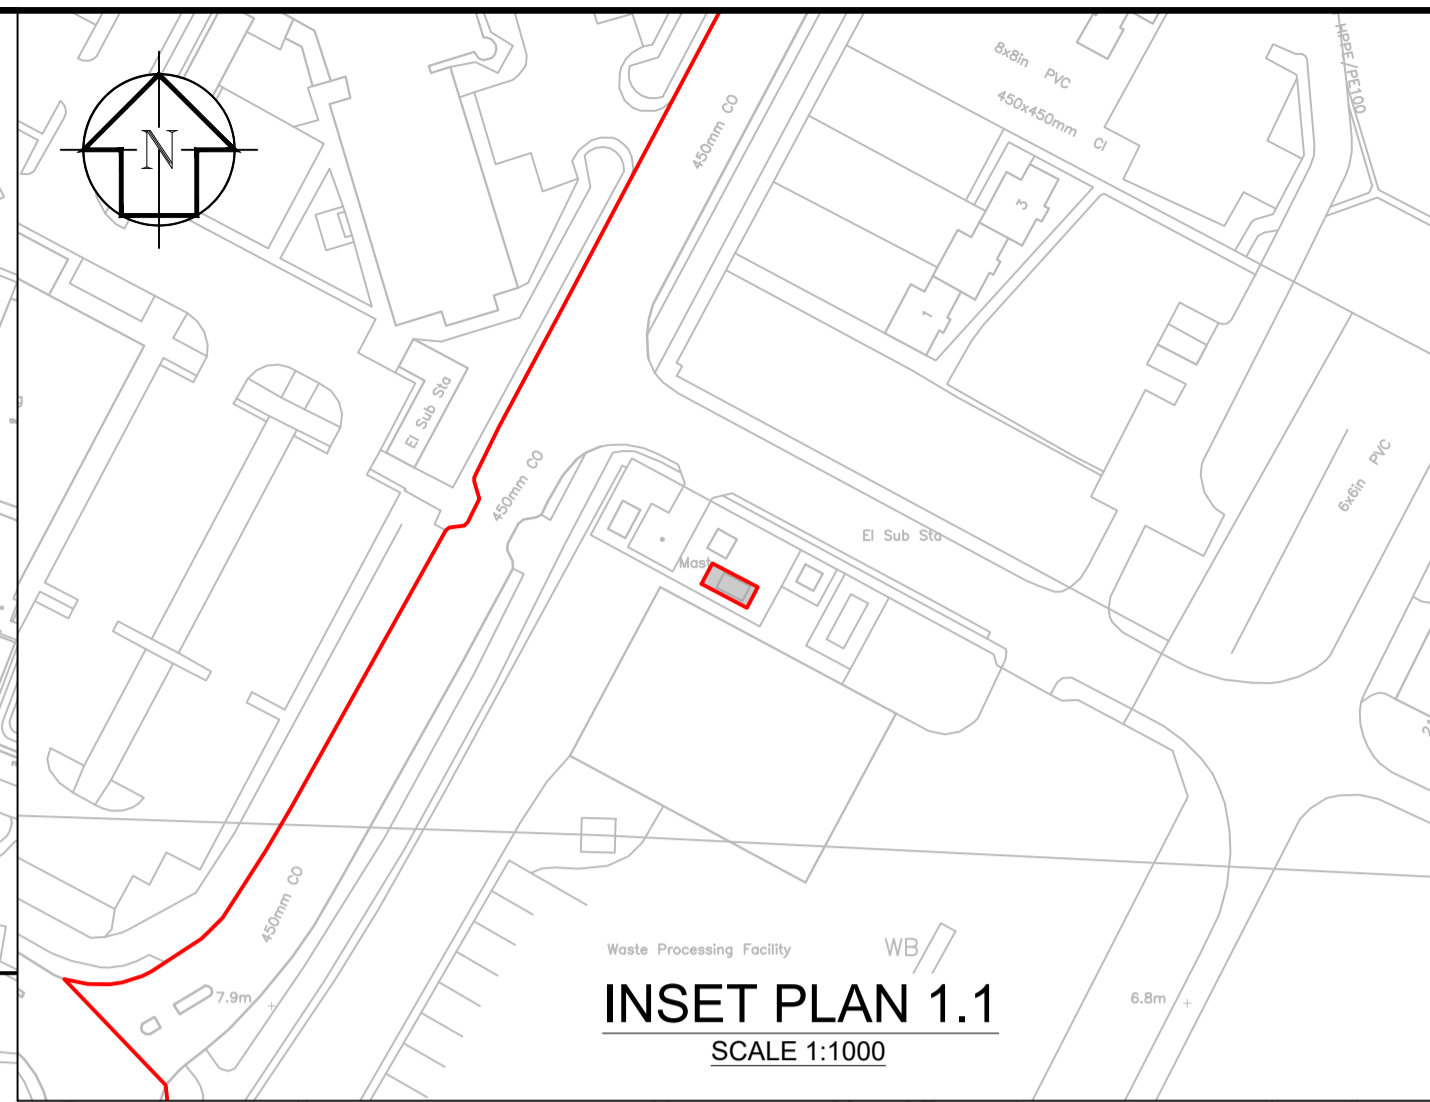 N
8x8in PVC
450x450mm CI
HPPE/PE100
450mm CO
3
1
El Sub Sta
450mm CO
6x6in PVC
El Sub Sta
Mast
450mm CO
Waste Processing Facility
WB
7.9m
6.8m
INSET PLAN 1.1
SCALE 1:1000